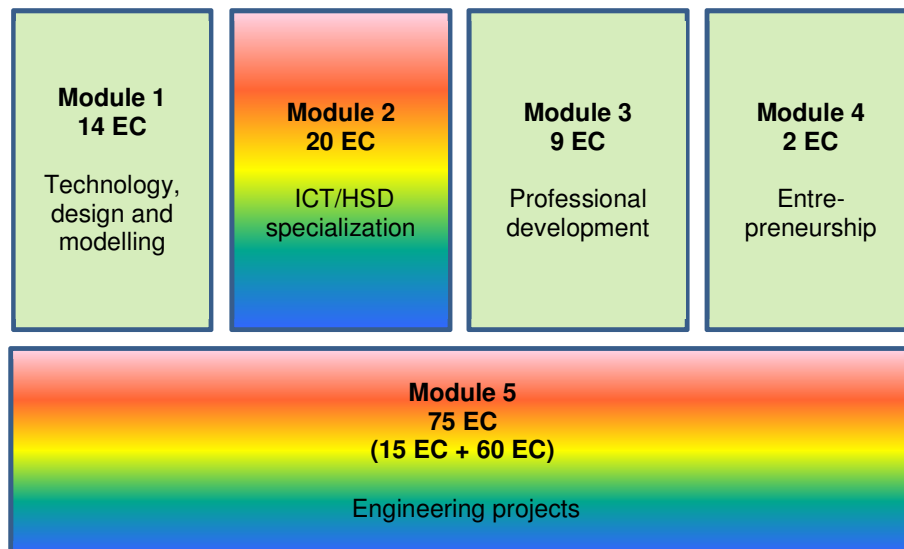 Module 1
14 EC
Technology,
design and
modelling
Module 2
20 EC
ICT/HSD
specialization
Module 3
9 EC
Professional
development
Module 4
2 EC
Entre-
preneurship
Module 5
75 EC
(15 EC + 60 EC)
Engineering projects